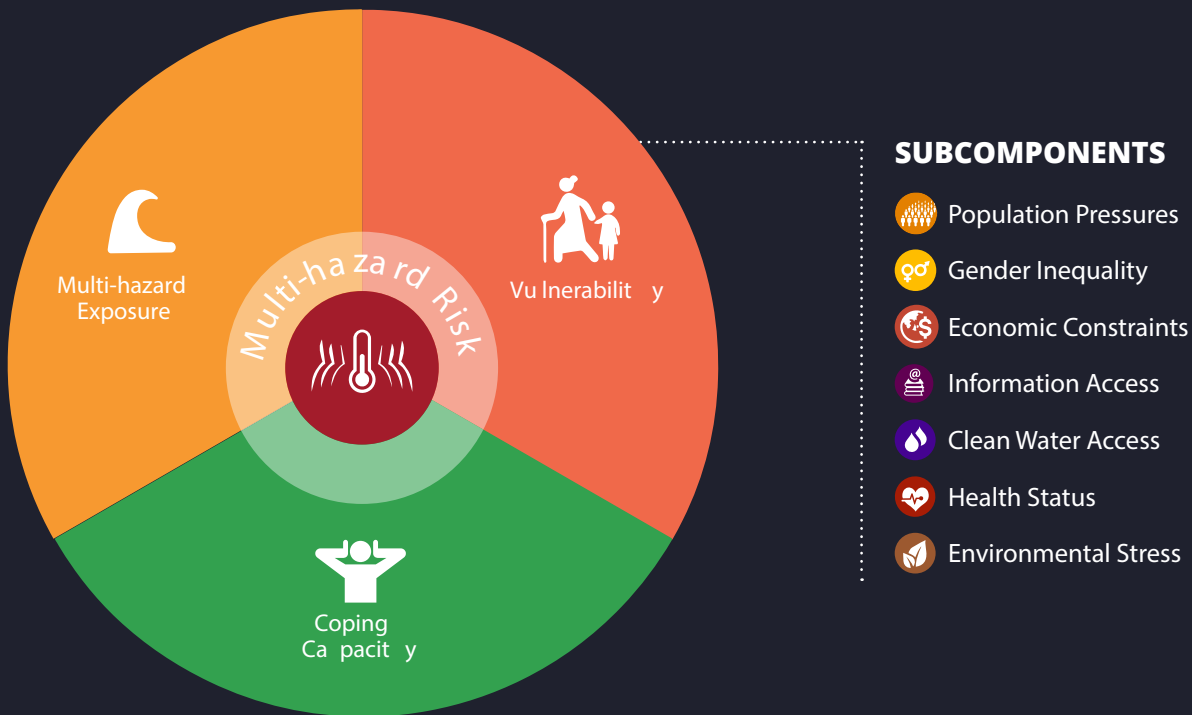 Multi-hazard
Exposure
Multi-hazard Risk
Vu Inerabilit y
Coping
Ca pacit y
SUBCOMPONENTS
Population Pressures
Gender Inequality
Economic Constraints
@
$
Information Access
Clean Water Access
Health Status
Environmental Stress